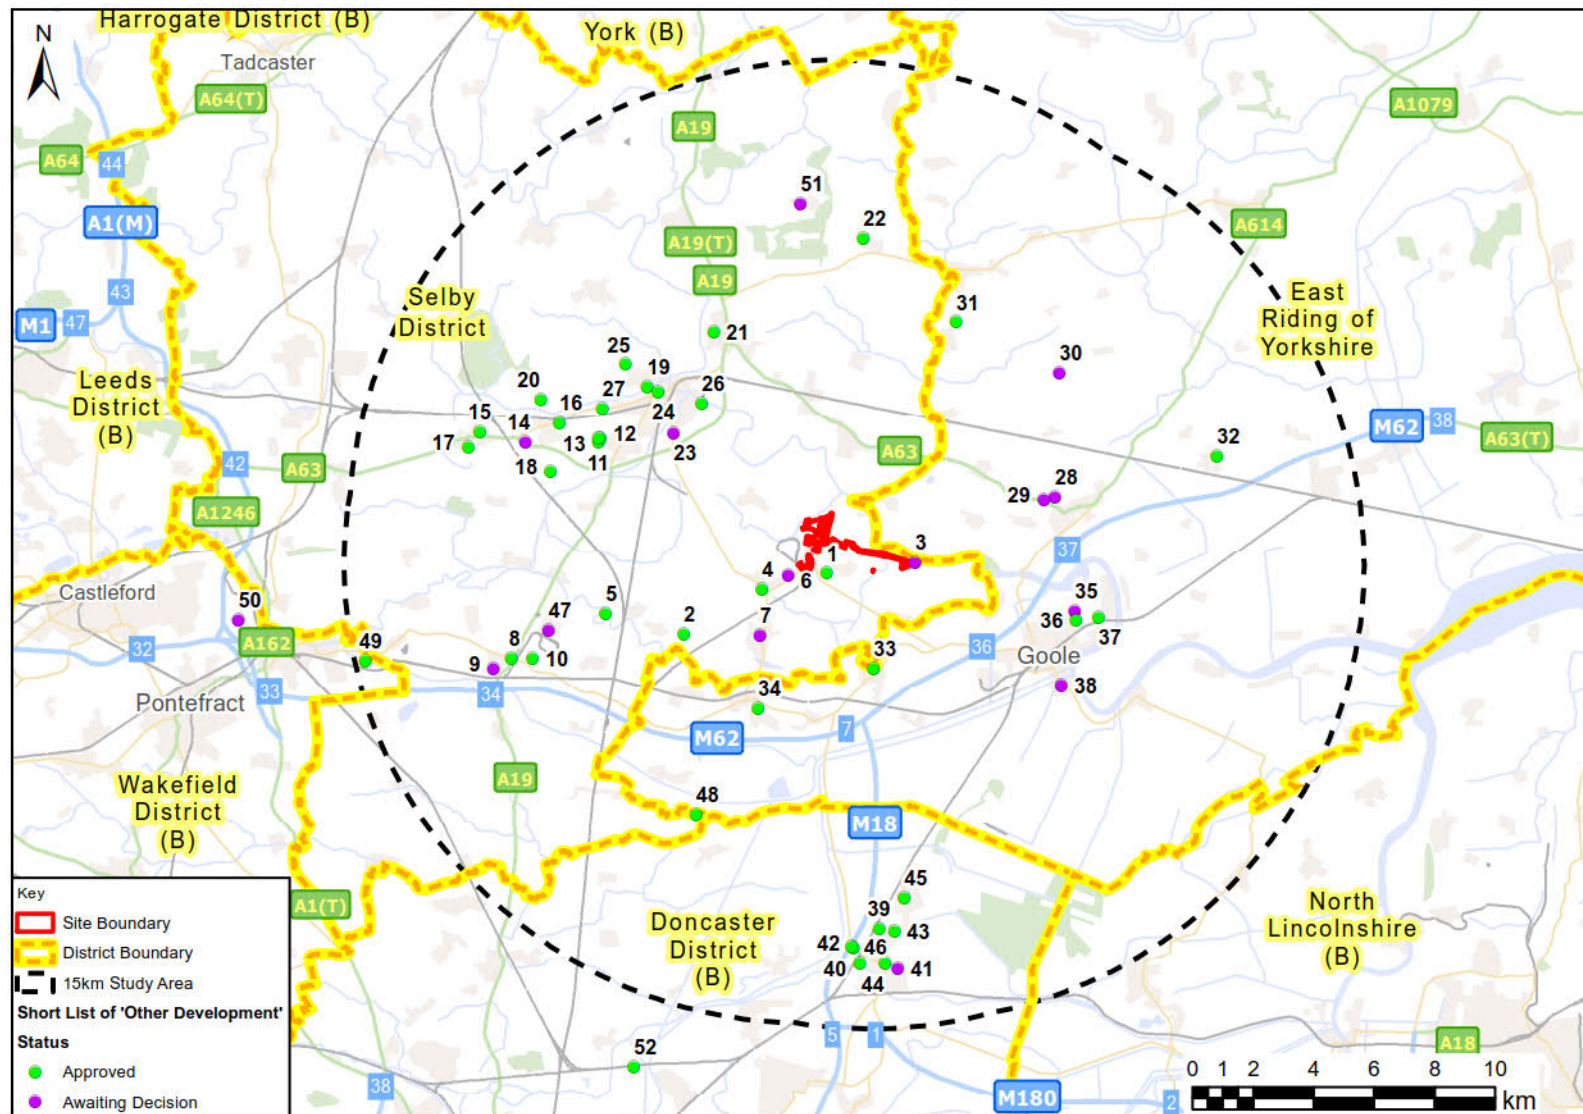 Harrogate District (B)
York (B)
N
Tadcaster
A64(T)
A19
A1079
A64
44
51
A1(M)
22
A614
A19(T)
A19
43
Selby
District
East
Riding of
Yorkshire
M1
47
31
21
25
30
Leeds
District
(B)
20
19
27
26
16
24
M62
38
15
14
12
13
17
11
23
A63
32
A63(T)
42
A63
18
28
29
A1246
37
3
1
4
6
Castleford
5
35
50
47
2
7
36
37
A162
32
49
8
36
Goole
33
9
10
38
33
34
Pontefract
34
7
M62
A19
Wakefield
District
(B)
48
M18
Key
Site Boundary
District Boundary
15km Study Area
Short List of 'Other Development'
Status
Approved
Awaiting Decision
A1(T)
45
39
43
Doncaster
District
(B)
42
46
40
41
44
North
Lincolnshire
(B)
5
1
A18
52
38
M180
2
0 2 4 6 8 10
km